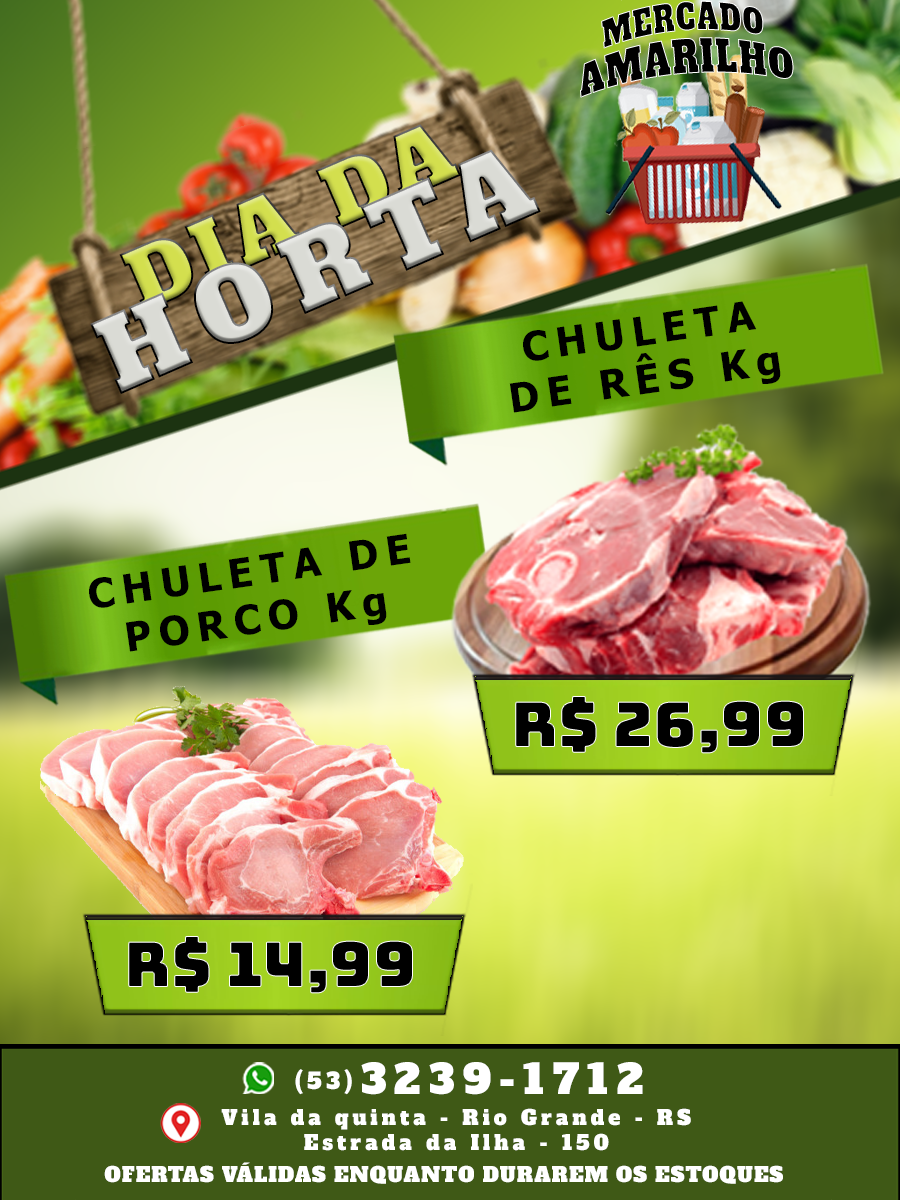 MERCADO
AMARILHO
DIA DA
HORTA
CHULETA
DE RÊS Kg
CHULETA DE
PORCO Kg
R$ 26,99
R$ 14,99
(53) 3239-1712
Vila da quinta - Rio Grande - RS
Estrada da Ilha - 150
OFERTAS VÁLIDAS ENQUANTO DURAREM OS ESTOQUES